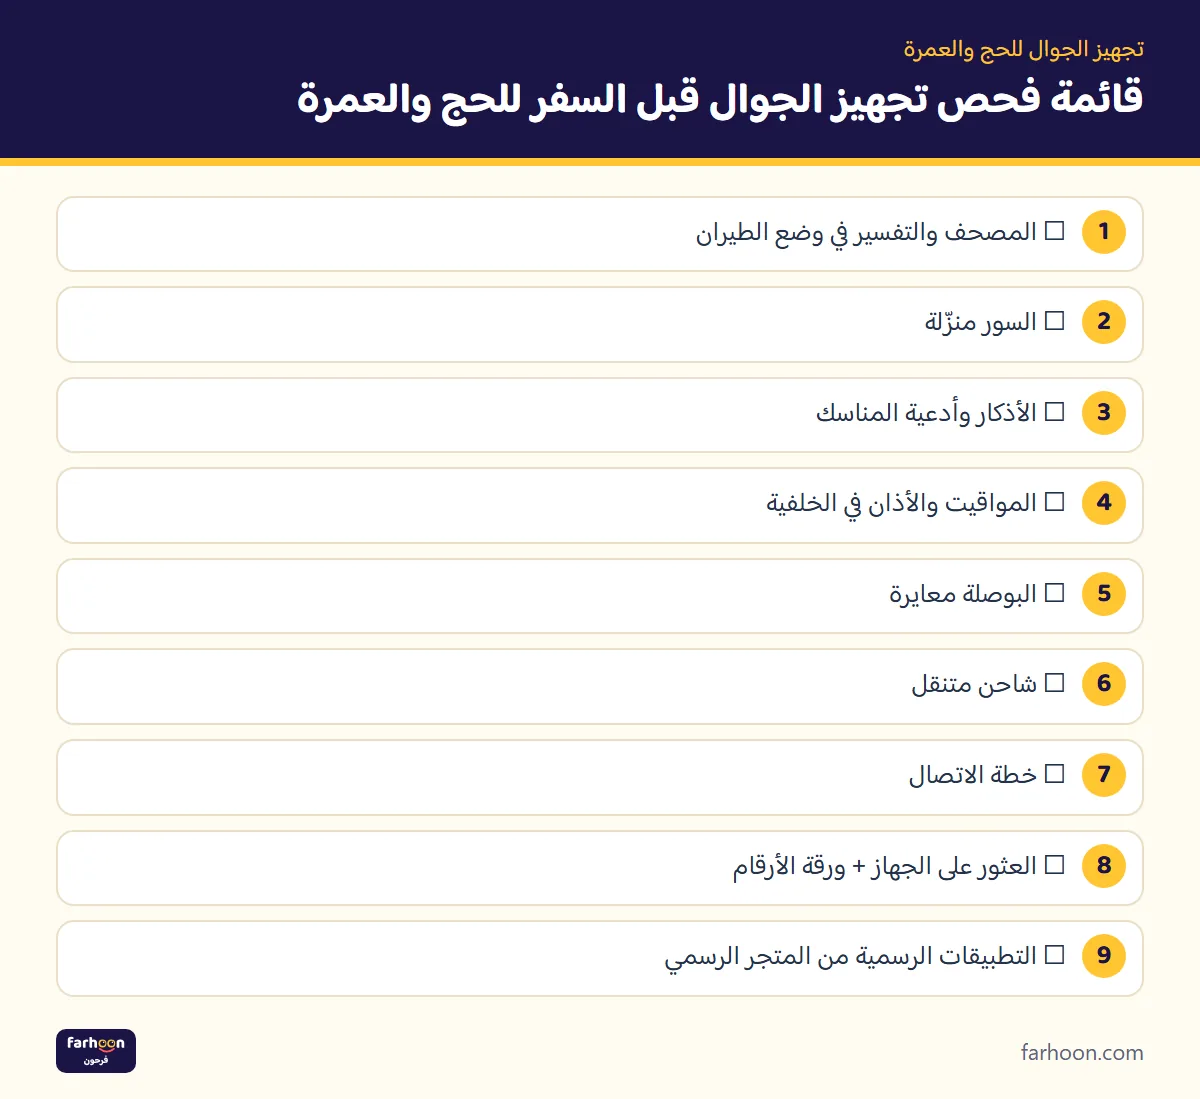 تجهيز الجوال للحج والعمرة
قائمة فحص تجهيز الجوال قبل السفر للحج والعمرة
1 ☐ المصحف والتفسير في وضع الطيران
2 ☐ السور منزّلة
3 ☐ الأذكار وأدعية المناسك
4 ☐ المواقيت والأذان في الخلفية
5 ☐ البوصلة معايرة
6 ☐ شاحن متنقل
7 ☐ خطة الاتصال
8 ☐ العثور على الجهاز + ورقة الأرقام
9 ☐ التطبيقات الرسمية من المتجر الرسمي
farhoon.com
farhoon
فرحون